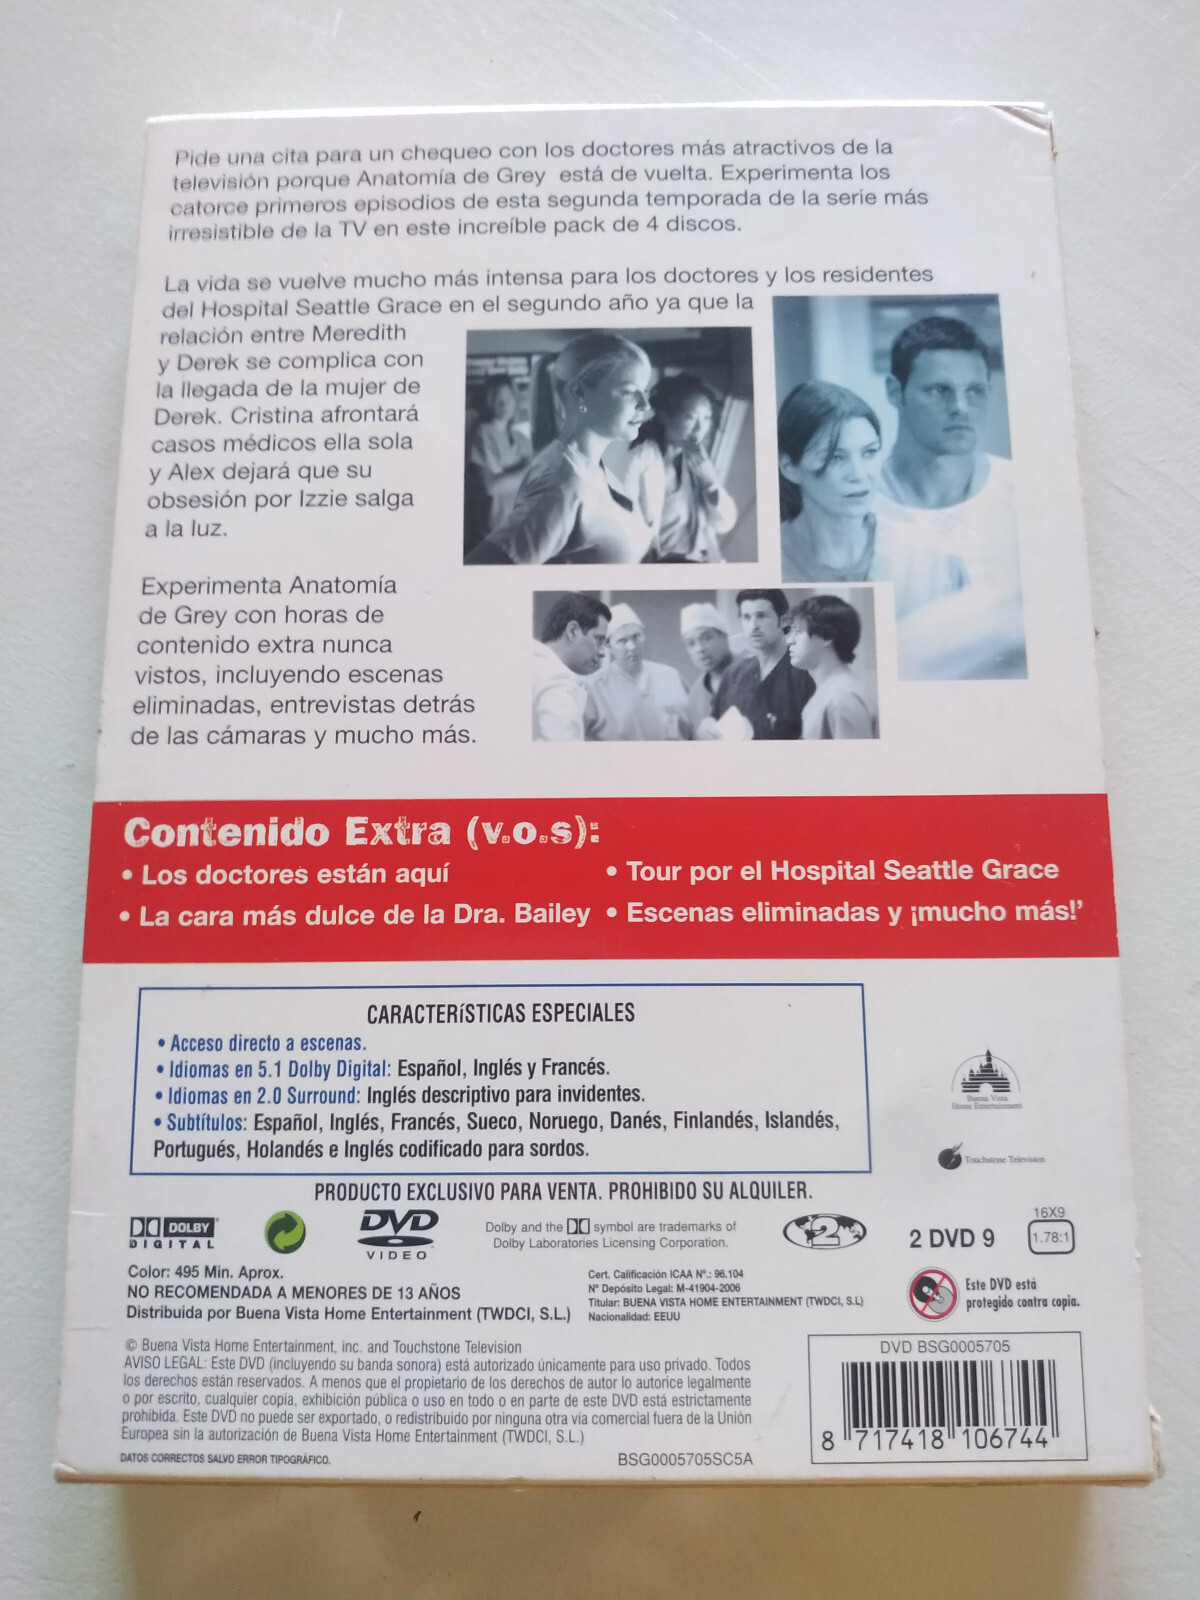 Pide una cita para un chequeo con los doctores más atractivos de la
televisión porque Anatomía de Grey está de vuelta. Experimenta los
catorce primeros episodios de esta segunda temporada de la serie más
irresistible de la TV en este increíble pack de 4 discos.
La vida se vuelve mucho más intensa para los doctores y los residentes
del Hospital Seattle Grace en el segundo año ya que la
relación entre Meredith
y Derek se complica con
la llegada de la mujer de
Derek. Cristina afrontará
casos médicos ella sola
y Alex dejará que su
obsesión por Izzie salga
a la luz.
Experimenta Anatomía
de Grey con horas de
contenido extra nunca
vistos, incluyendo escenas
eliminadas, entrevistas detrás
de las cámaras y mucho más.
Contenido Extra (v.o.s):
• Los doctores están aquí
• Tour por el Hospital Seattle Grace
• La cara más dulce de la Dra. Bailey
• Escenas eliminadas y ¡mucho más!’
CARACTERíSTICAS ESPECIALES
• Acceso directo a escenas.
• Idiomas en 5.1 Dolby Digital: Español, Inglés y Francés.
• Idiomas en 2.0 Surround: Inglés descriptivo para invidentes.
• Subtítulos: Español, Inglés, Francés, Sueco, Noruego, Danés, Finlandés, Islandés,
Portugués, Holandés e Inglés codificado para sordos.
Buena Vista
Home Entertainment
Touchstone Television
PRODUCTO EXCLUSIVO PARA VENTA. PROHIBIDO SU ALQUILER.
DOLBY
DIGITAL
DVD
VIDEO
Dolby and the symbol are trademarks of
Dolby Laboratories Licensing Corporation.
2
2 DVD 9
16X9
1.78:1
Color: 495 Min. Aprox.
NO RECOMENDADA A MENORES DE 13 AÑOS
Distribuida por Buena Vista Home Entertainment (TWDCI, S.L.)
Cert. Calificación ICAA Nº.: 96.104
Nº Depósito Legal: M-41904-2006
Titular: BUENA VISTA HOME ENTERTAINMENT (TWDCI, S.L)
Nacionalidad: EEUU
Este DVD está
protegido contra copia.
© Buena Vista Home Entertainment, inc. and Touchstone Television
AVISO LEGAL: Este DVD (incluyendo su banda sonora) está autorizado únicamente para uso privado. Todos
los derechos están reservados. A menos que el propietario de los derechos de autor lo autorice legalmente
o por escrito, cualquier copia, exhibición pública o uso en todo o en parte de este DVD está estrictamente
prohibida. Este DVD no puede ser exportado, o redistribuido por ninguna otra vía comercial fuera de la Unión
Europea sin la autorización de Buena Vista Home Entertainment (TWDCI, S.L.)
DATOS CORRECTOS SALVO ERROR TIPOGRÁFICO.
BSG0005705SC5A
DVD BSG0005705
8 717418 106744